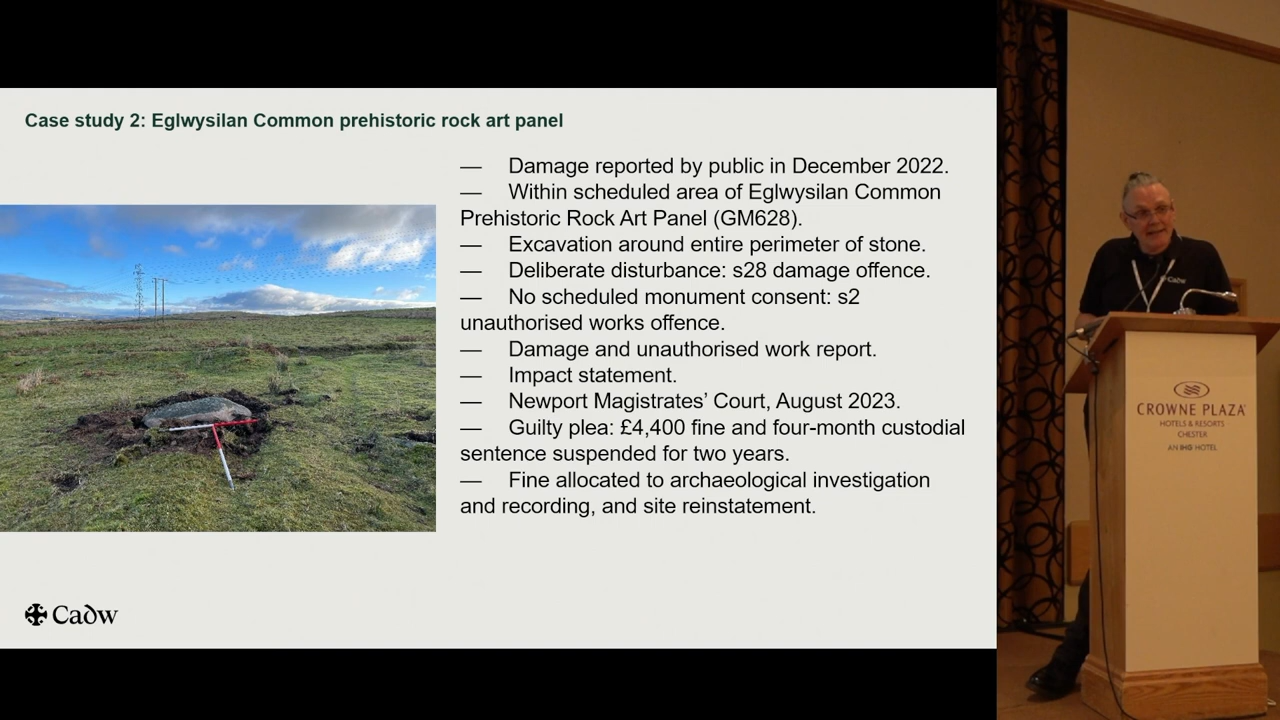 Case study 2: Eglwysilan Common prehistoric rock art panel
— Damage reported by public in December 2022.
— Within scheduled area of Eglwysilan Common
Prehistoric Rock Art Panel (GM628).
— Excavation around entire perimeter of stone.
— Deliberate disturbance: s28 damage offence.
— No scheduled monument consent: s2
unauthorised works offence.
— Damage and unauthorised work report.
— Impact statement.
— Newport Magistrates’ Court, August 2023.
— Guilty plea: £4,400 fine and four-month custodial
sentence suspended for two years.
— Fine allocated to archaeological investigation
and recording, and site reinstatement.
Cadw
Cadw
CROWNE PLAZA
HOTELS & RESORTS
CHESTER
AN IHG HOTEL